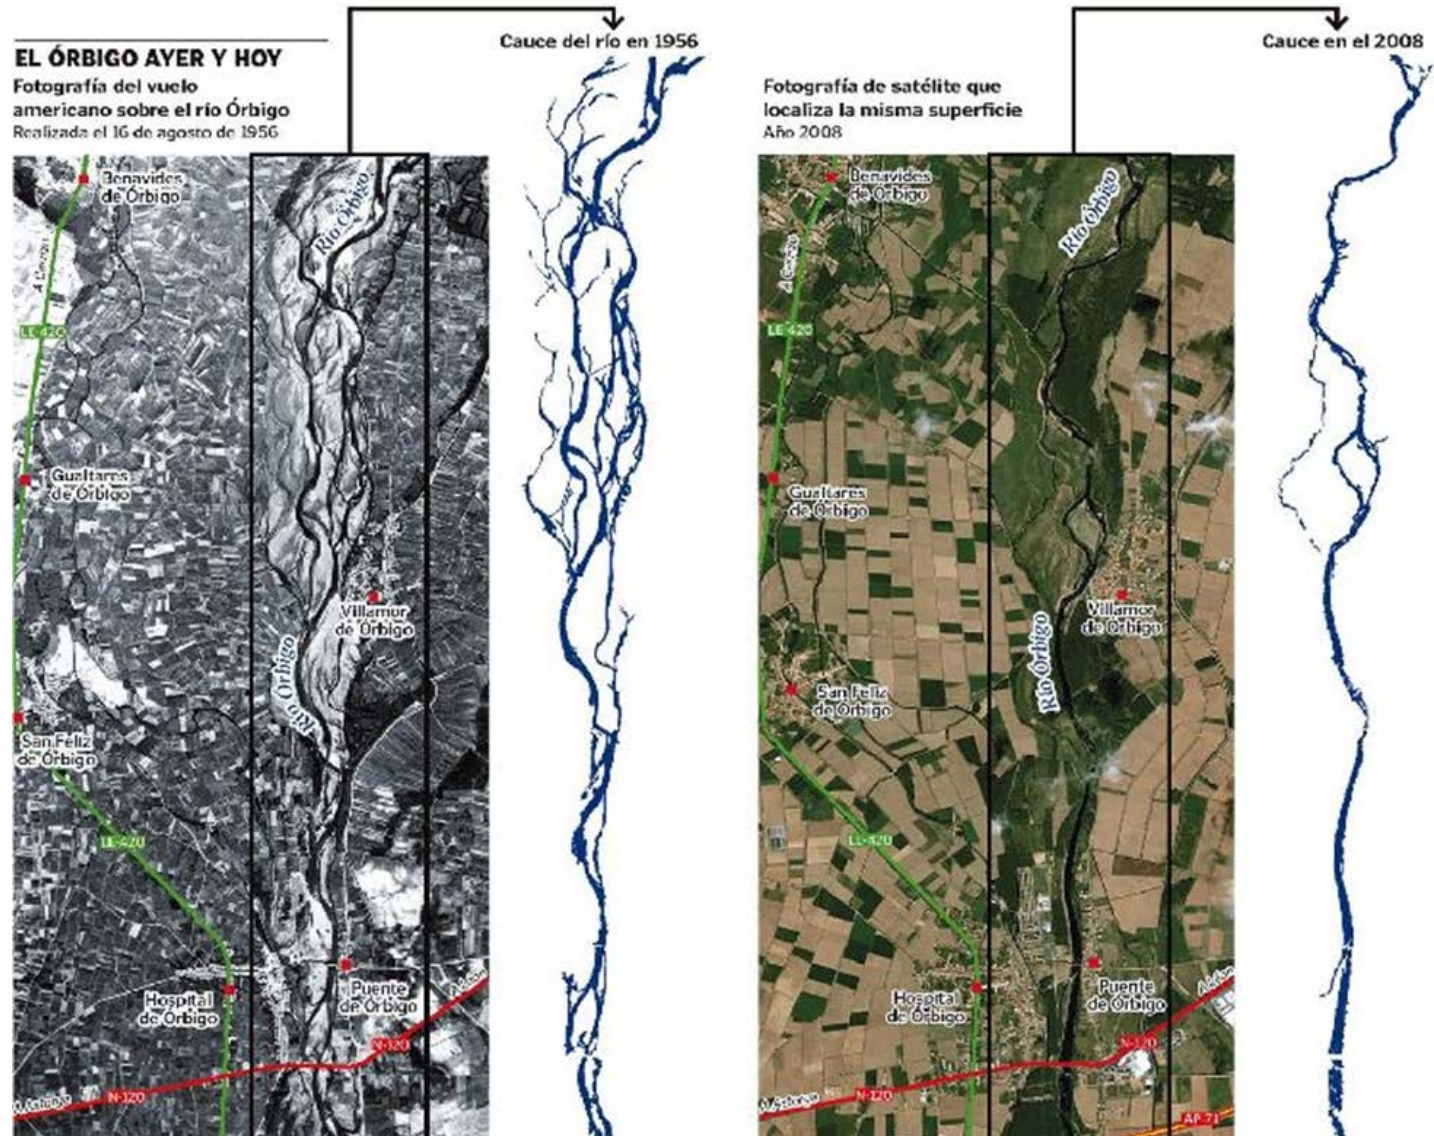 EL ÓRBIGO AYER Y HOY
Fotografía del vuelo
americano sobre el río Órbigo
Realizada el 16 de agosto de 1956
Cauce del río en 1956
Fotografía de satélite que
localiza la misma superficie
Año 2008
Cauce en el 2008
Benavides
de Órbigo
Río Órbigo
LE-420
Gualtares
de Órbigo
Villamor
de Órbigo
Río Órbigo
San Feliz
de Órbigo
LE-420
Hospital
de Órbigo
Puente
de Órbigo
A León
N-120
N-120
A Astorga
Benavides
de Órbigo
Río Órbigo
LE-420
Gualtares
de Órbigo
Villamor
de Órbigo
Río Órbigo
San Feliz
de Órbigo
LE-420
Hospital
de Órbigo
Puente
de Órbigo
A León
N-120
N-120
A Astorga
AP-71